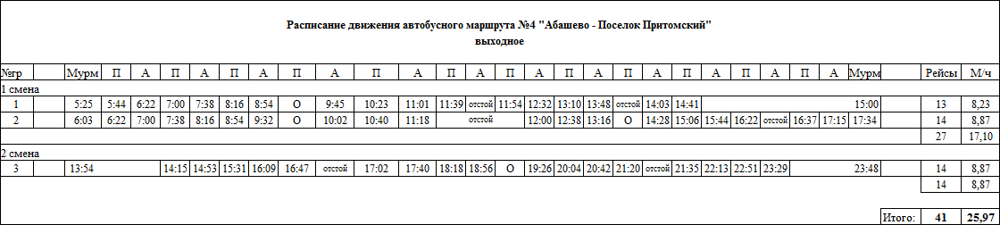 Расписание движения автобусного маршрута №4 "Абашево - Поселок Притомский"
выходное
№гр Мурм П А П А П А П А П А П отстой П А П А П А П А П А П А Мурм Рейсы М/ч
1 смена
1 5:25 5:44 6:22 7:00 7:38 8:16 8:54 О 9:45 10:23 11:01 11:39 отстой 11:54 12:32 13:10 13:48 отстой 14:03 14:41 15:00 13 8,23
2 6:03 6:22 7:00 7:38 8:16 8:54 9:32 О 10:02 10:40 11:18 отстой 12:00 12:38 13:16 О 14:28 15:06 15:44 16:22 отстой 16:37 17:15 17:34 14 8,87
27 17,10
2 смена
3 13:54 14:15 14:53 15:31 16:09 16:47 отстой 17:02 17:40 18:18 18:56 О 19:26 20:04 20:42 21:20 отстой 21:35 22:13 22:51 23:29 23:48 14 8,87
14 8,87
Итого: 41 25,97